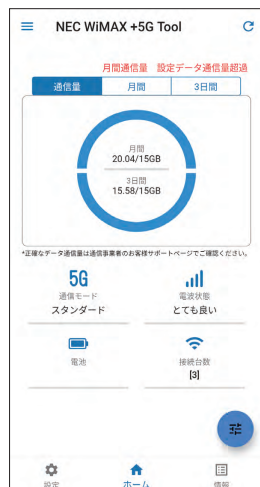 NEC WiMAX +5G Tool
月間通信量 設定データ通信量超過
通信量 月間 3日間
月間
20.04/15GB
3日間
15.58/15GB
*正確なデータ通信量は通信事業者のお客様サポートページでご確認ください。
5G
通信モード
スタンダード
電波状態
とても良い
電池
接続台数
[3]
設定 ホーム 情報